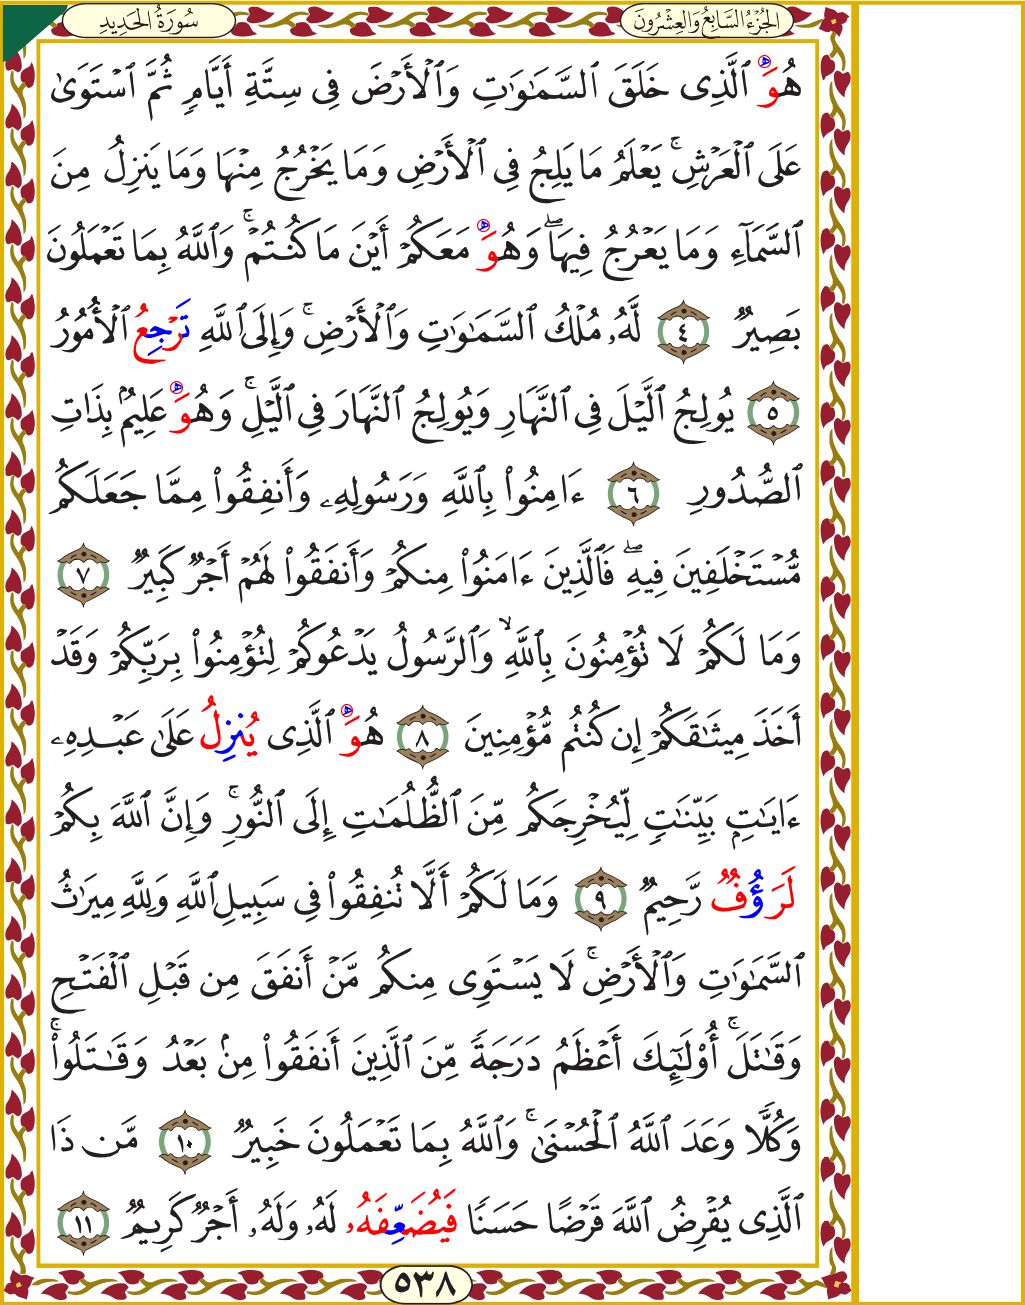 الجُزْءُ السَّابِعُ وَالعِشْرُونَ
سُورَةُ الحَدِيدِ
هُوَ ٱلَّذِى خَلَقَ ٱلسَّمَـٰوَٰتِ وَٱلْأَرْضَ فِى سِتَّةِ أَيَّامٍ ثُمَّ ٱسْتَوَىٰ
عَلَى ٱلْعَرْشِ ۚ يَعْلَمُ مَا يَلِجُ فِى ٱلْأَرْضِ وَمَا يَخْرُجُ مِنْهَا وَمَا يَنزِلُ مِنَ
ٱلسَّمَآءِ وَمَا يَعْرُجُ فِيهَا ۖ وَهُوَ مَعَكُمْ أَيْنَ مَا كُنتُمْ ۚ وَٱللَّهُ بِمَا تَعْمَلُونَ
بَصِيرٌ ٤ لَّهُۥ مُلْكُ ٱلسَّمَـٰوَٰتِ وَٱلْأَرْضِ ۚ وَإِلَى ٱللَّهِ تَرْجِعُ ٱلْأُمُورُ
٥ يُولِجُ ٱلَّيْلَ فِى ٱلنَّهَارِ وَيُولِجُ ٱلنَّهَارَ فِى ٱلَّيْلِ ۚ وَهُوَ عَلِيمٌۢ بِذَاتِ
ٱلصُّدُورِ ٦ ءَامِنُوا۟ بِٱللَّهِ وَرَسُولِهِۦ وَأَنفِقُوا۟ مِمَّا جَعَلَكُم
مُّسْتَخْلَفِينَ فِيهِ ۖ فَٱلَّذِينَ ءَامَنُوا۟ مِنكُمْ وَأَنفَقُوا۟ لَهُمْ أَجْرٌ كَبِيرٌ ٧
وَمَا لَكُمْ لَا تُؤْمِنُونَ بِٱللَّهِ ۙ وَٱلرَّسُولُ يَدْعُوكُمْ لِتُؤْمِنُوا۟ بِرَبِّكُمْ وَقَدْ
أَخَذَ مِيثَـٰقَكُمْ إِن كُنتُم مُّؤْمِنِينَ ٨ هُوَ ٱلَّذِى يُنزِلُ عَلَىٰ عَبْدِهِۦٓ
ءَايَـٰتٍۭ بَيِّنَـٰتٍ لِّيُخْرِجَكُم مِّنَ ٱلظُّلُمَـٰتِ إِلَى ٱلنُّورِ ۚ وَإِنَّ ٱللَّهَ بِكُمْ
لَرَؤُفٌ رَّحِيمٌ ٩ وَمَا لَكُمْ أَلَّا تُنفِقُوا۟ فِى سَبِيلِ ٱللَّهِ وَلِلَّهِ مِيرَٰثُ
ٱلسَّمَـٰوَٰتِ وَٱلْأَرْضِ ۚ لَا يَسْتَوِى مِنكُم مَّنْ أَنفَقَ مِن قَبْلِ ٱلْفَتْحِ
وَقَـٰتَلَ ۚ أُو۟لَـٰٓئِكَ أَعْظَمُ دَرَجَةً مِّنَ ٱلَّذِينَ أَنفَقُوا۟ مِنۢ بَعْدُ وَقَـٰتَلُوا۟ ۚ
وَكُلًّا وَعَدَ ٱللَّهُ ٱلْحُسْنَىٰ ۚ وَٱللَّهُ بِمَا تَعْمَلُونَ خَبِيرٌ ١٠ مَّن ذَا
ٱلَّذِى يُقْرِضُ ٱللَّهَ قَرْضًا حَسَنًا فَيُضَعِّفَهُۥ لَهُۥ وَلَهُۥٓ أَجْرٌ كَرِيمٌ ١١
٥٣٨